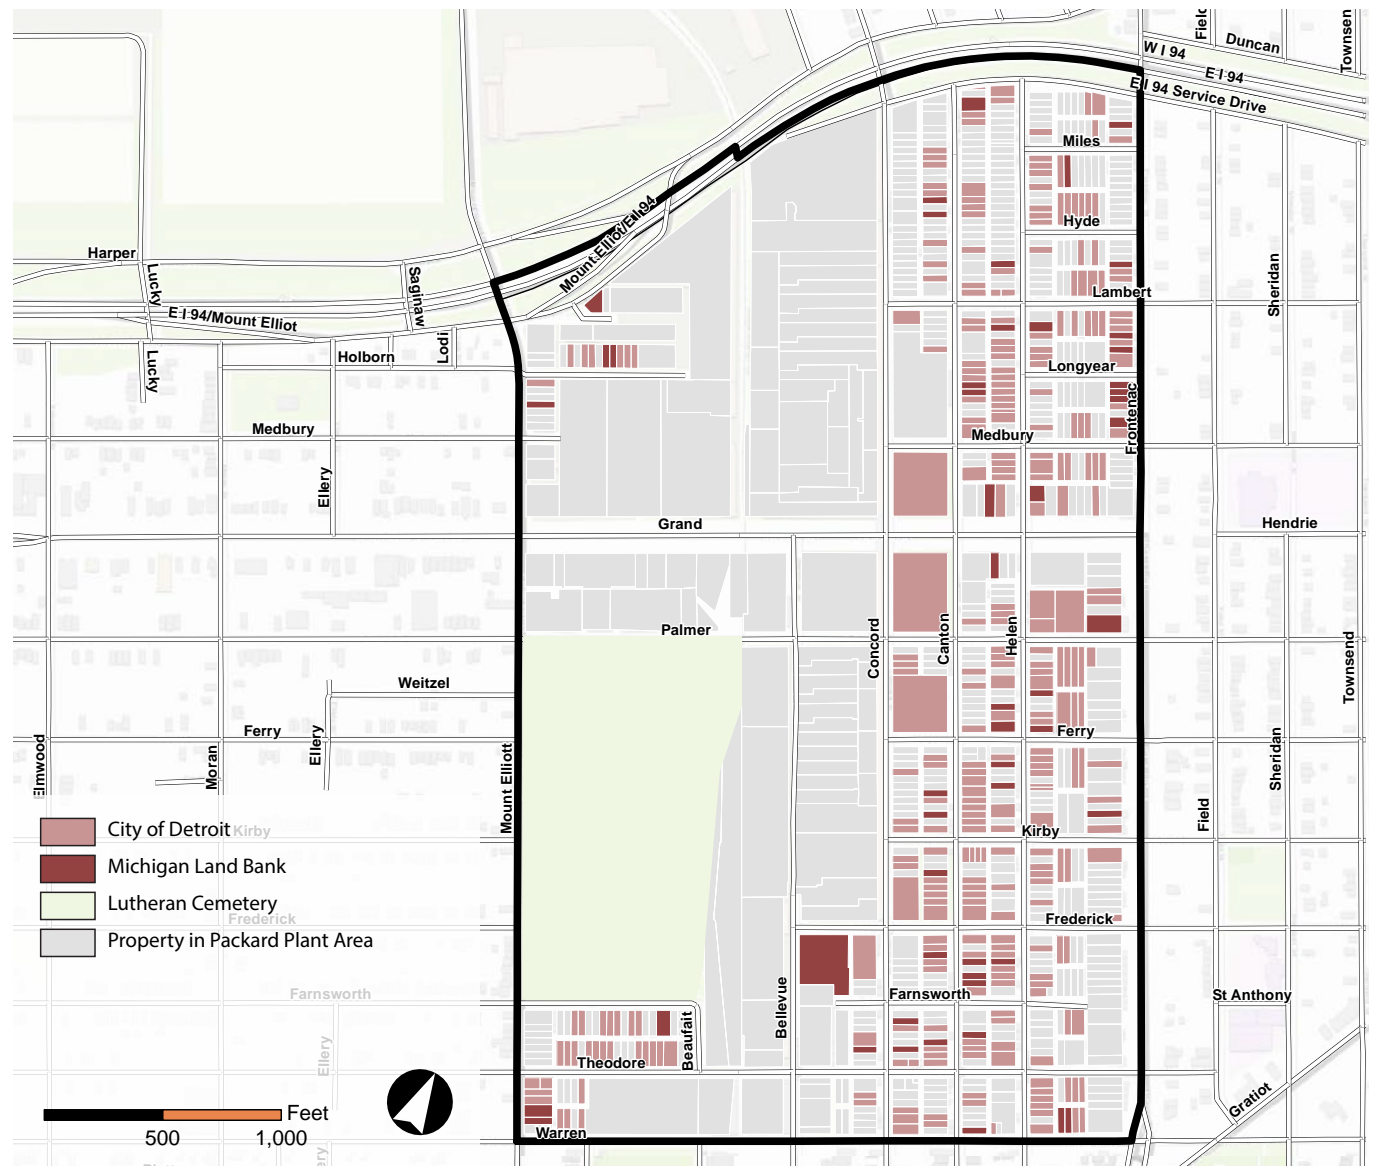 Field
Duncan
Townsen
W I 94
E I 94
E I 94 Service Drive
Miles
Hyde
Mount Elliot/E I 94
Harper
Lucky
Saginaw
Lambert
Sheridan
E I 94/Mount Elliot
Holborn
Lodi
Lucky
Longyear
Frontenac
Medbury
Medbury
Ellery
Grand
Hendrie
Palmer
Concord
Canton
Helen
Townsend
Weitzel
Ferry
Ellery
Ferry
Elmwood
Moran
Mount Elliott
Sheridan
Field
City of Detroit
Kirby
Kirby
Michigan Land Bank
Lutheran Cemetery
Frederick
Frederick
Property in Packard Plant Area
Farnsworth
Farnsworth
St Anthony
Bellevue
Beaufait
Ellery
Theodore
Gratiot
Feet
500
1,000
Warren